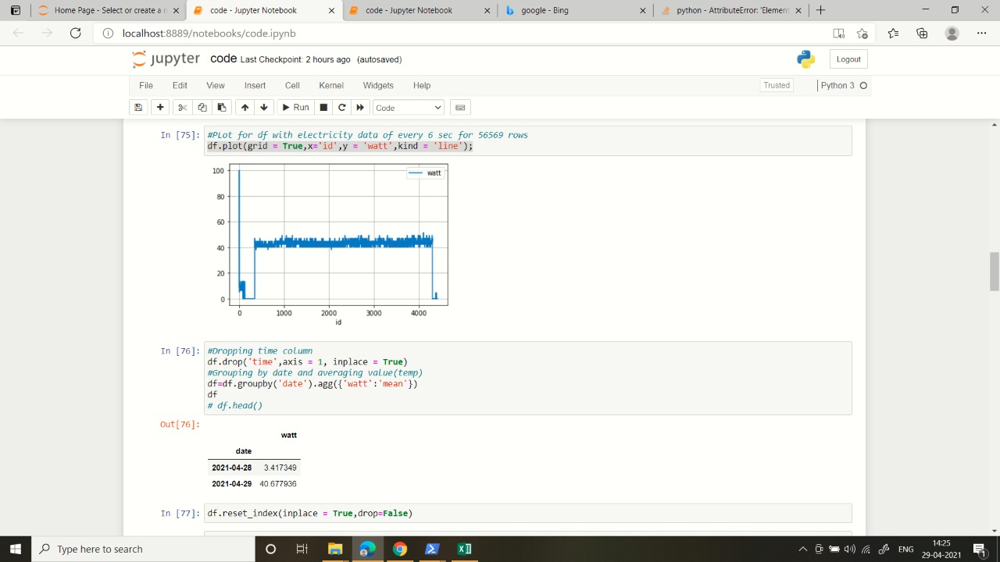 Home Page - Select or create a n
code - Jupyter Notebook
code - Jupyter Notebook
google - Bing
python - AttributeError: 'Element
localhost:8889/notebooks/code.ipynb
jupyter code Last Checkpoint: 2 hours ago (autosaved)
Logout
File Edit View Insert Cell Kernel Widgets Help
Trusted
Python 3
Run
Code
In [75]: #PLot for df with electricity data of every 6 sec for 56569 rows
df.plot(grid = True,x='id',y = 'watt',kind = 'line');
watt
100
80
60
40
20
0
0 1000 2000 3000 4000
id
In [76]: #Dropping time column
df.drop('time',axis = 1, inplace = True)
#Grouping by date and averaging value(temp)
df=df.groupby('date').agg({'watt':'mean'})
df
# df.head()
Out[76]:
watt
date
2021-04-28 3.417349
2021-04-29 40.677936
In [77]: df.reset_index(inplace = True,drop=False)
Type here to search
ENG
14:25
29-04-2021
1